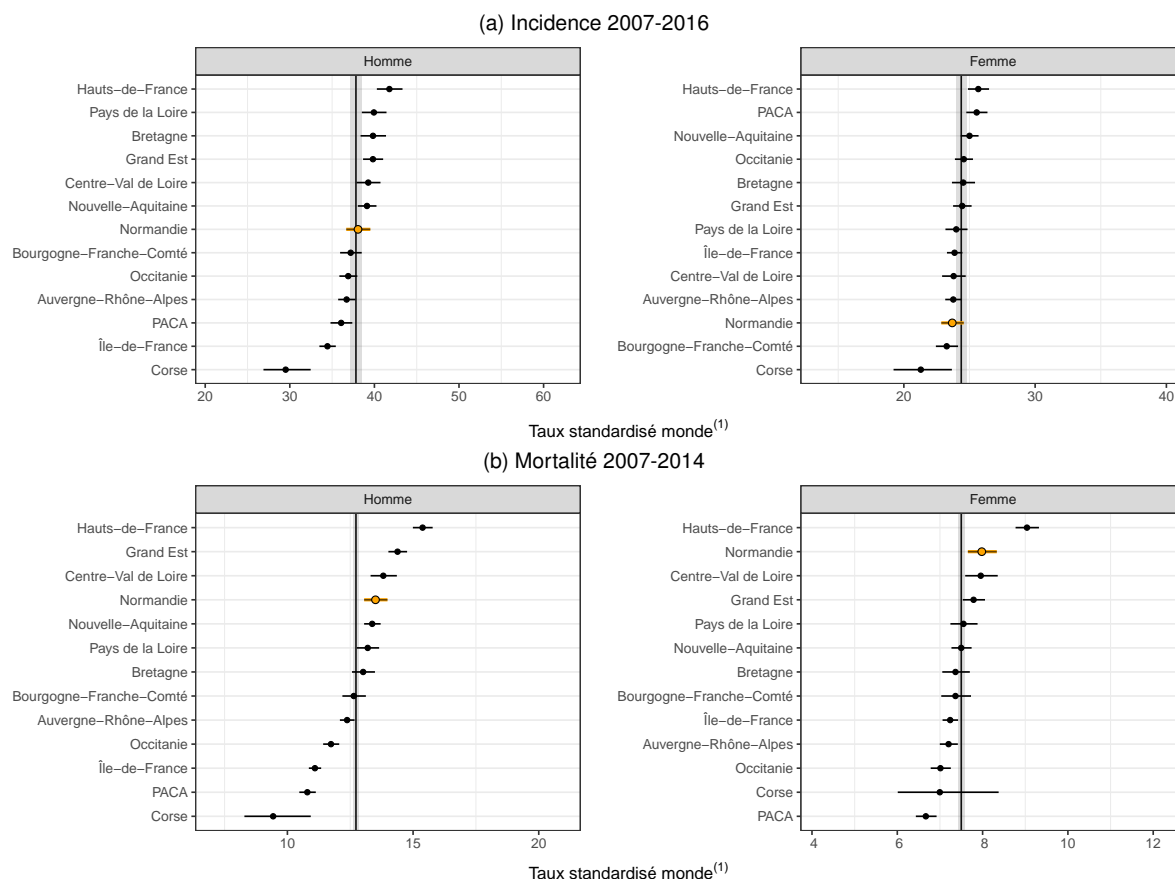 (a) Incidence 2007-2016
Homme
Hauts−de−France
Pays de la Loire
Bretagne
Grand Est
Centre−Val de Loire
Nouvelle−Aquitaine
Normandie
Bourgogne−Franche−Comté
Occitanie
Auvergne−Rhône−Alpes
PACA
Île−de−France
Corse
20 30 40 50 60
Femme
Hauts−de−France
PACA
Nouvelle−Aquitaine
Occitanie
Bretagne
Grand Est
Pays de la Loire
Île−de−France
Centre−Val de Loire
Auvergne−Rhône−Alpes
Normandie
Bourgogne−Franche−Comté
Corse
20 30 40
Taux standardisé monde(1)
(b) Mortalité 2007-2014
Homme
Hauts−de−France
Grand Est
Centre−Val de Loire
Normandie
Nouvelle−Aquitaine
Pays de la Loire
Bretagne
Bourgogne−Franche−Comté
Auvergne−Rhône−Alpes
Occitanie
Île−de−France
PACA
Corse
10 15 20
Femme
Hauts−de−France
Normandie
Centre−Val de Loire
Grand Est
Pays de la Loire
Nouvelle−Aquitaine
Bretagne
Bourgogne−Franche−Comté
Île−de−France
Auvergne−Rhône−Alpes
Occitanie
Corse
PACA
4 6 8 10 12
Taux standardisé monde(1)